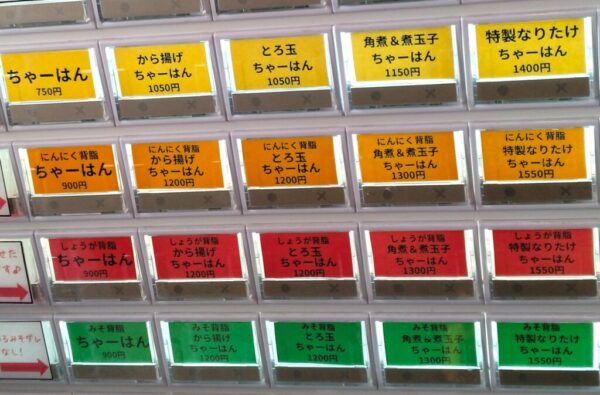 ちゃーはん
750円
から揚げ
ちゃーはん
1050円
とろ玉
ちゃーはん
1050円
角煮&煮玉子
ちゃーはん
1150円
特製なりたけ
ちゃーはん
1400円
にんにく背脂
ちゃーはん
900円
にんにく背脂
から揚げ
ちゃーはん
1200円
にんにく背脂
とろ玉
ちゃーはん
1200円
にんにく背脂
角煮&煮玉子
ちゃーはん
1300円
にんにく背脂
特製なりたけ
ちゃーはん
1550円
しょうが背脂
ちゃーはん
900円
しょうが背脂
から揚げ
ちゃーはん
1200円
しょうが背脂
とろ玉
ちゃーはん
1200円
しょうが背脂
角煮&煮玉子
ちゃーはん
1300円
しょうが背脂
特製なりたけ
ちゃーはん
1550円
みそ背脂
ちゃーはん
900円
みそ背脂
から揚げ
ちゃーはん
1200円
みそ背脂
とろ玉
ちゃーはん
1200円
みそ背脂
角煮&煮玉子
ちゃーはん
1300円
みそ背脂
特製なりたけ
ちゃーはん
1550円